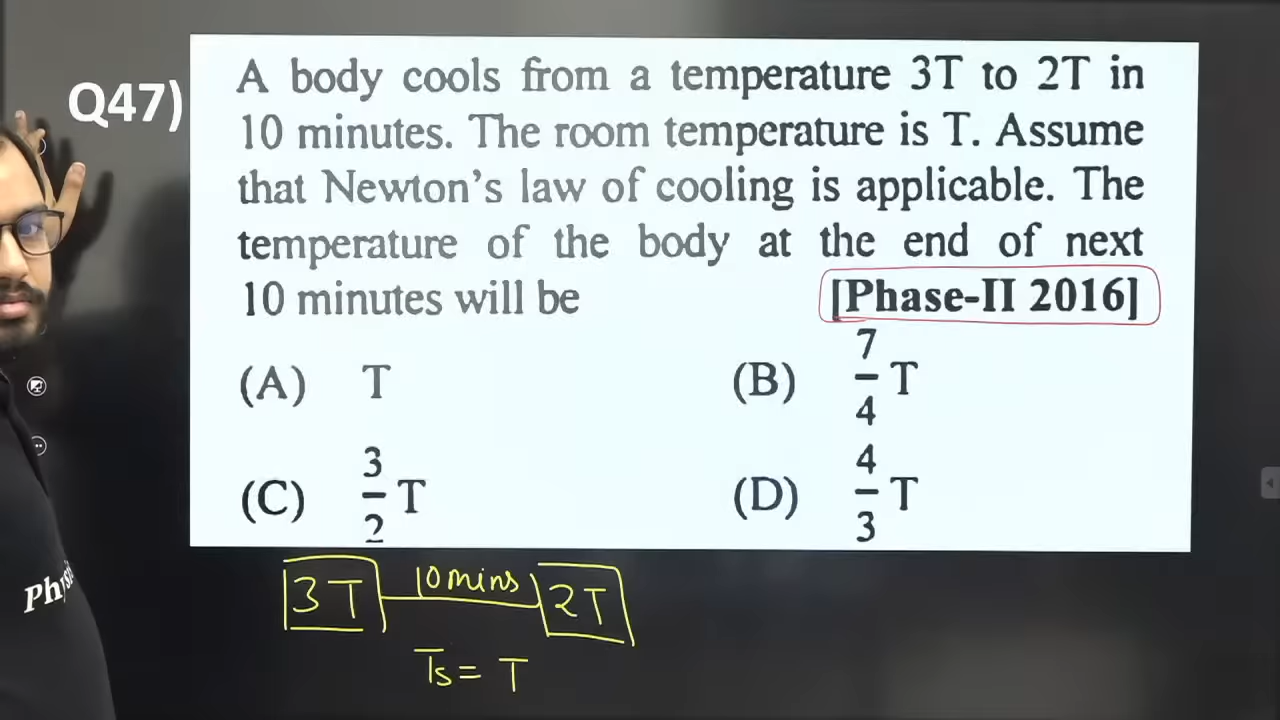 Q47)
A body cools from a temperature 3T to 2T in
10 minutes. The room temperature is T. Assume
that Newton's law of cooling is applicable. The
temperature of the body at the end of next
10 minutes will be [Phase-II 2016]
(A) T (B) 7/4 T
(C) 3/2 T (D) 4/3 T
3T 10mins 2T
Ts = T